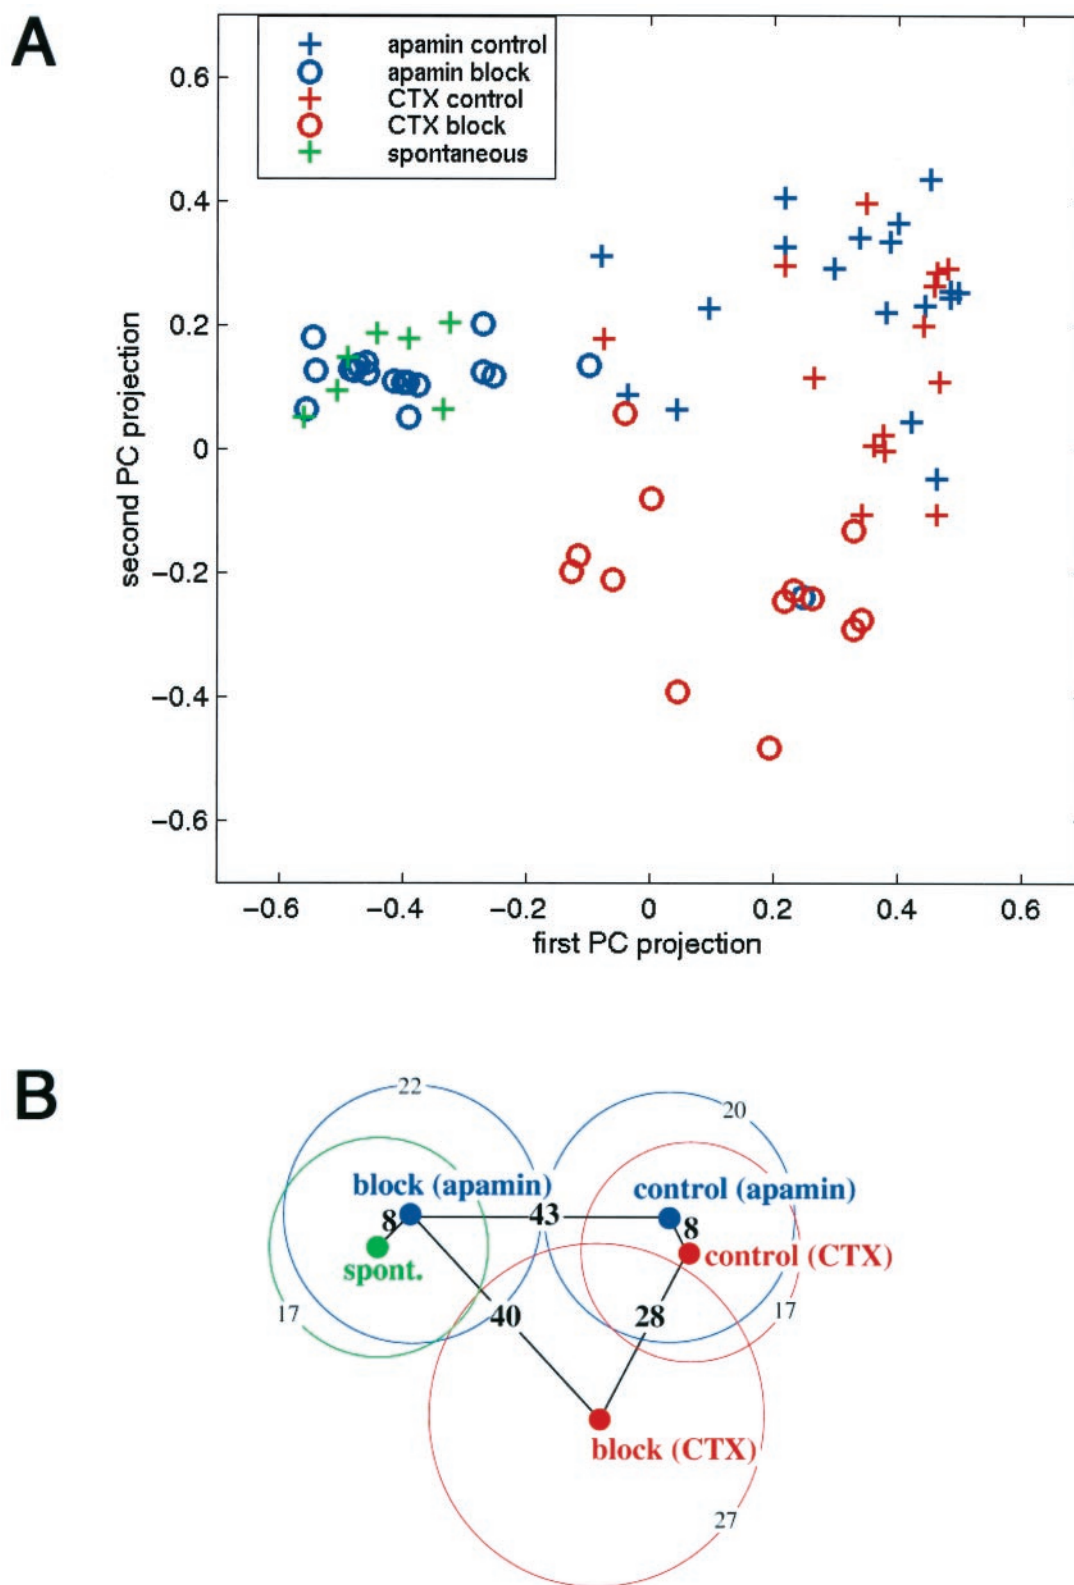 A
apamin control
apamin block
CTX control
CTX block
spontaneous
0.6
0.4
0.2
0
−0.2
−0.4
−0.6
second PC projection
−0.6
−0.4
−0.2
0
0.2
0.4
0.6
first PC projection
B
22
20
block (apamin)
control (apamin)
8
43
8
spont.
control (CTX)
17
40
28
17
block (CTX)
27